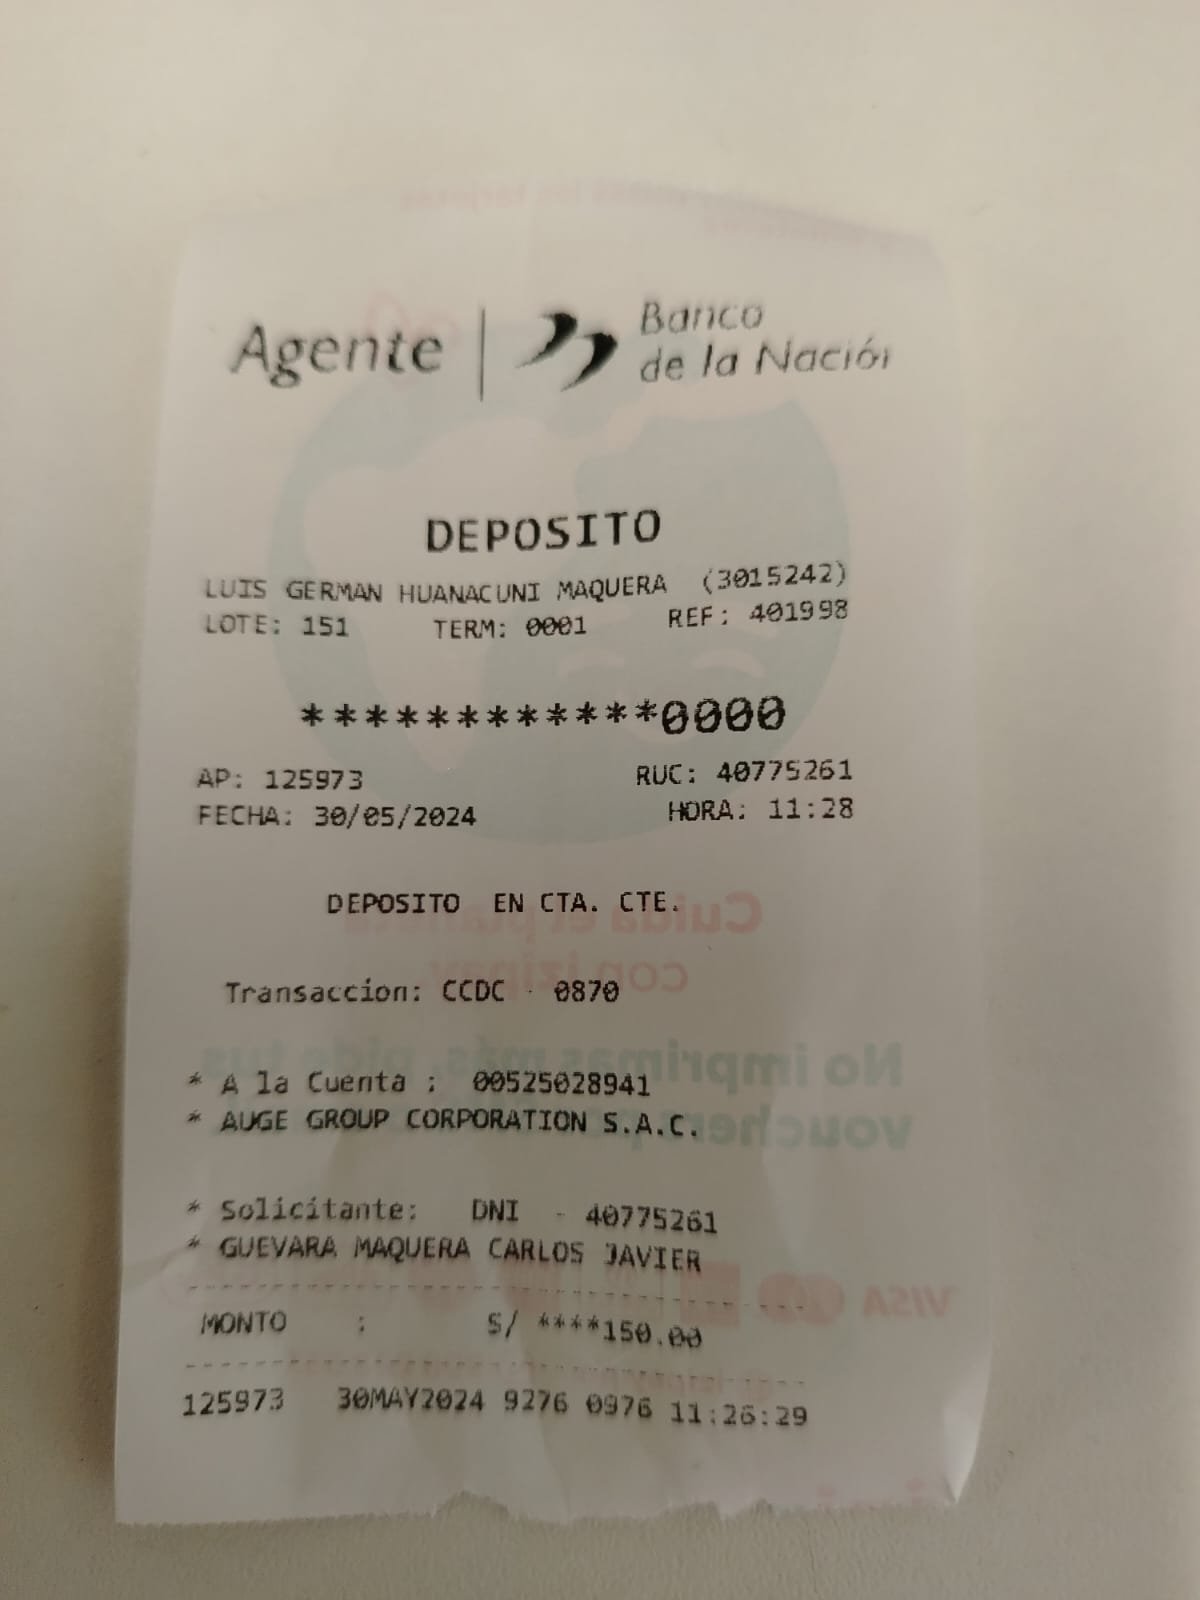 Agente | Banco
de la Nación
DEPOSITO
LUIS GERMAN HUANACUNI MAQUERA (3015242)
LOTE: 151 TERM: 0001 REF: 401998
************0000
AP: 125973 RUC: 40775261
FECHA: 30/05/2024 HORA: 11:28
DEPOSITO EN CTA. CTE.
Transaccion: CCDC - 0870
* A la Cuenta : 00525028941
* AUGE GROUP CORPORATION S.A.C.
* Solicitante: DNI - 40775261
* GUEVARA MAQUERA CARLOS JAVIER
MONTO : S/ ****150.00
125973 30MAY2024 9276 0976 11:26:29
Cuida el planeta
con izipay
No imprimas más, pide tus
vouchers
VISA